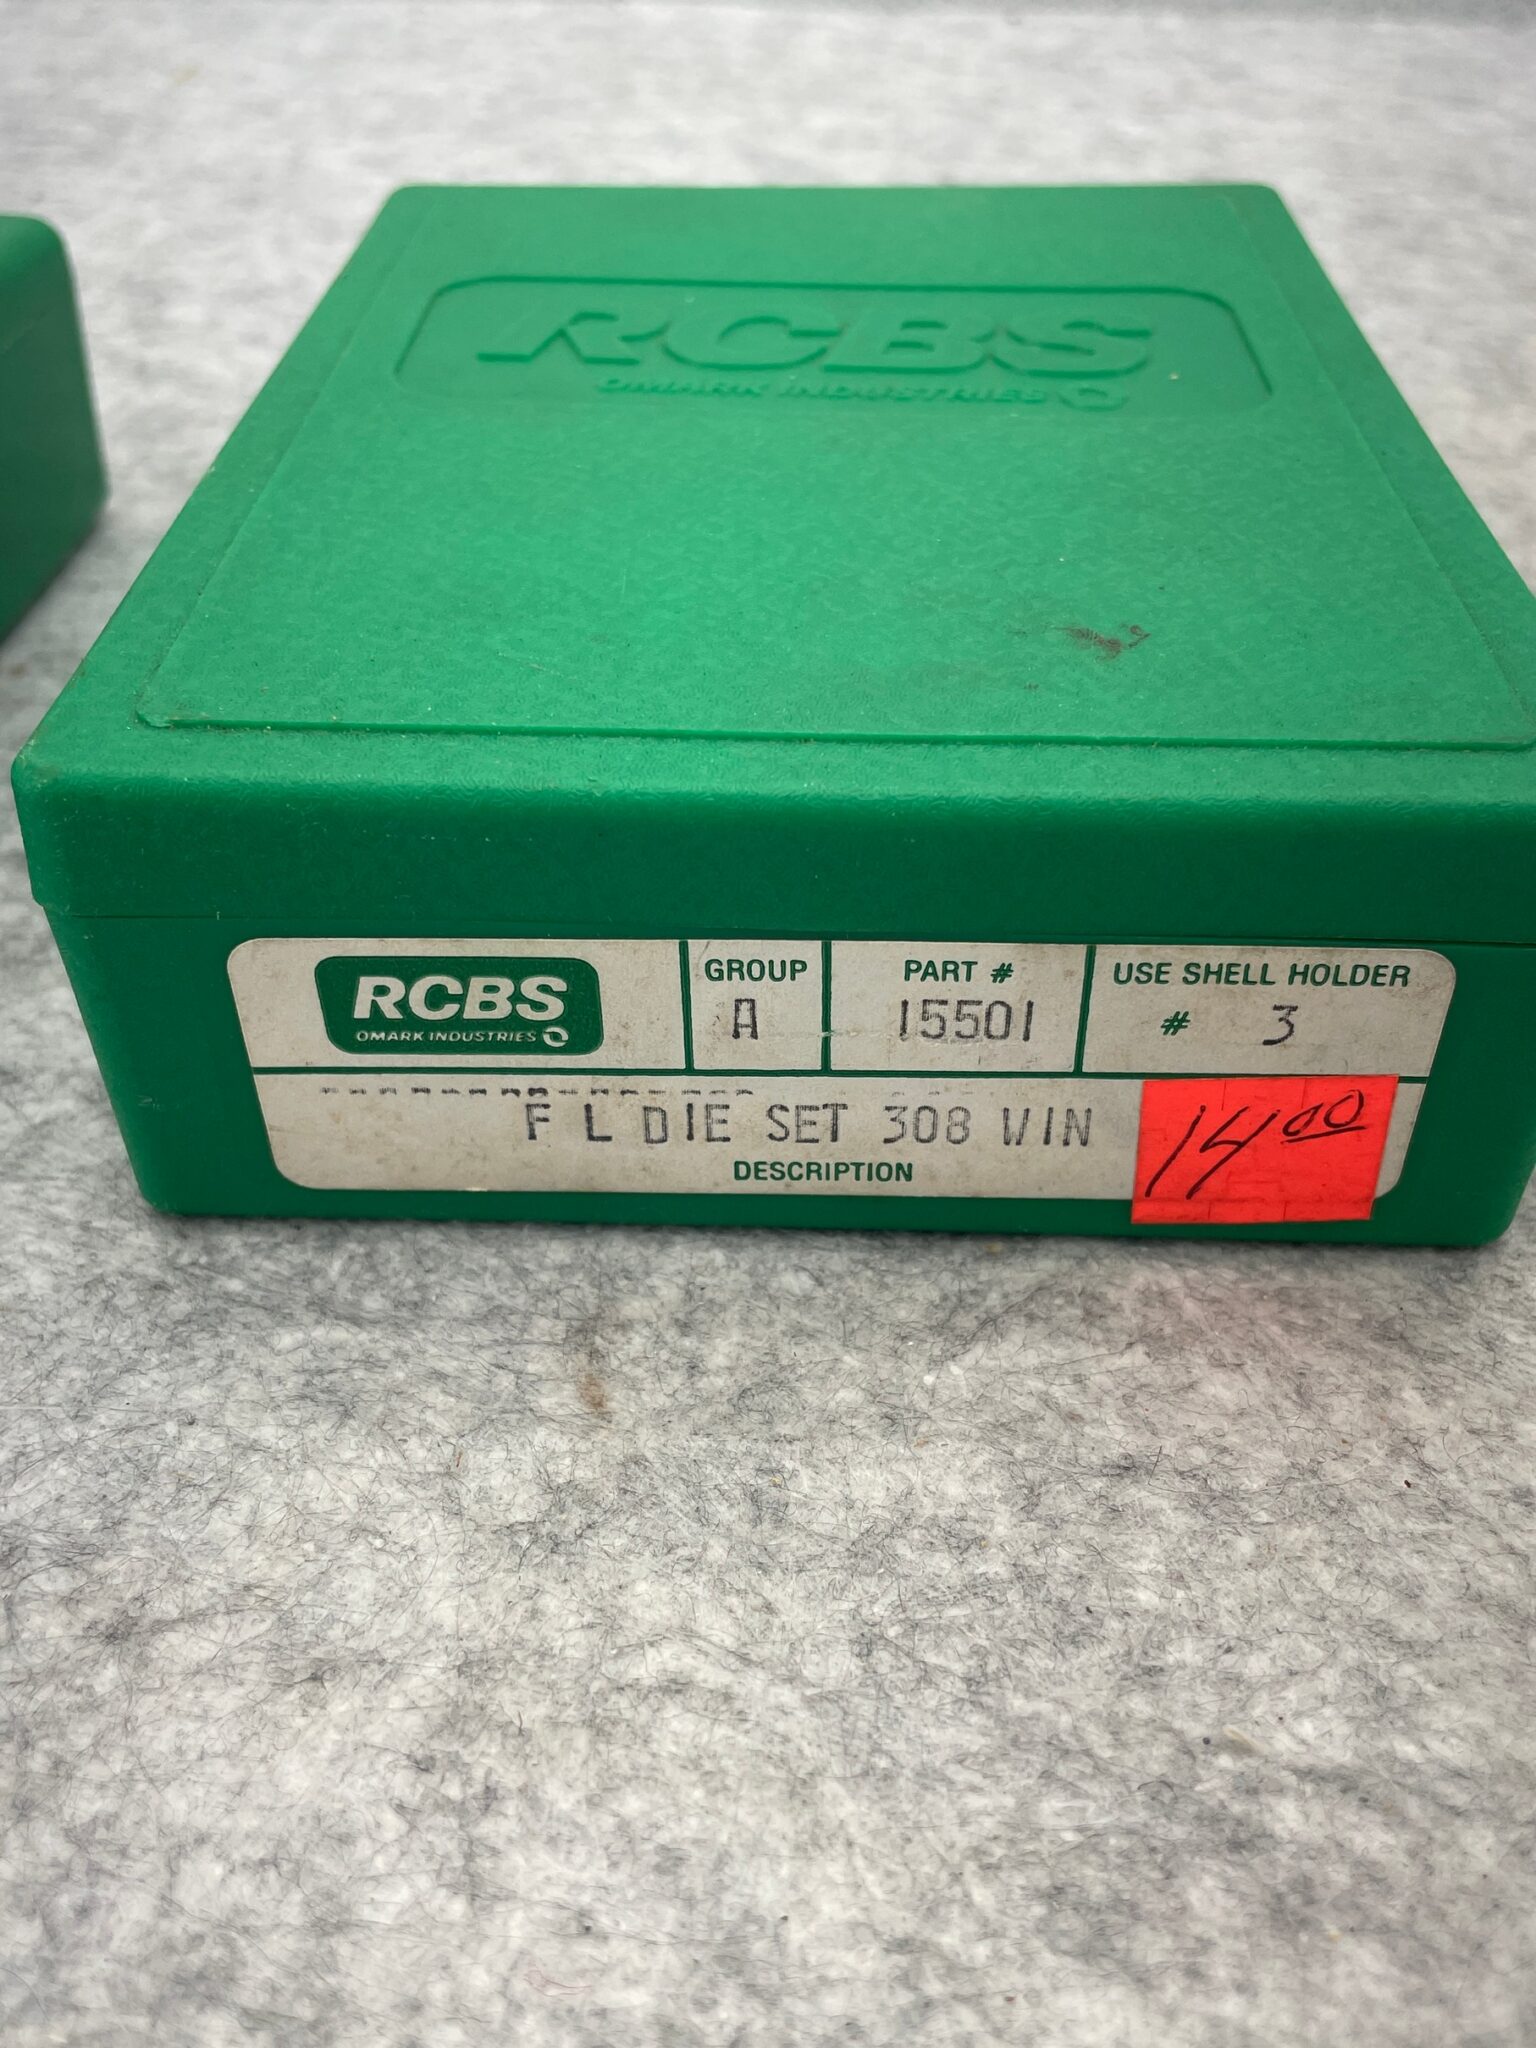 RCBS
OMARK INDUSTRIES
RCBS
OMARK INDUSTRIES
GROUP
A
PART #
15501
USE SHELL HOLDER
# 3
F L DIE SET 308 WIN
DESCRIPTION
14.00